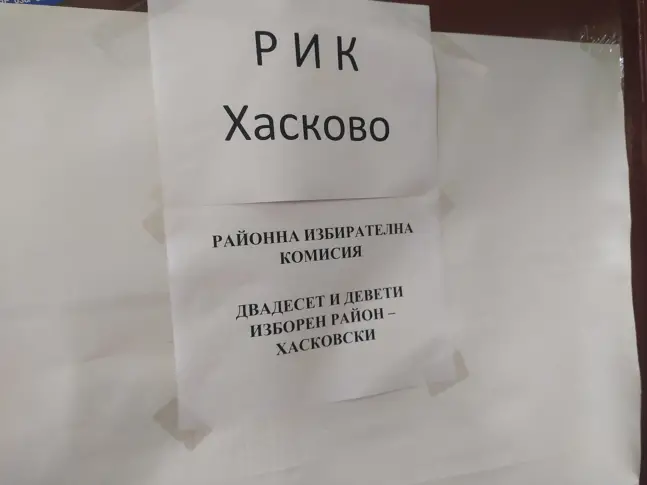 Р И К
Хасково
РАЙОННА ИЗБИРАТЕЛНА
КОМИСИЯ
ДВАДЕСЕТ И ДЕВЕТИ
ИЗБОРЕН РАЙОН –
ХАСКОВСКИ